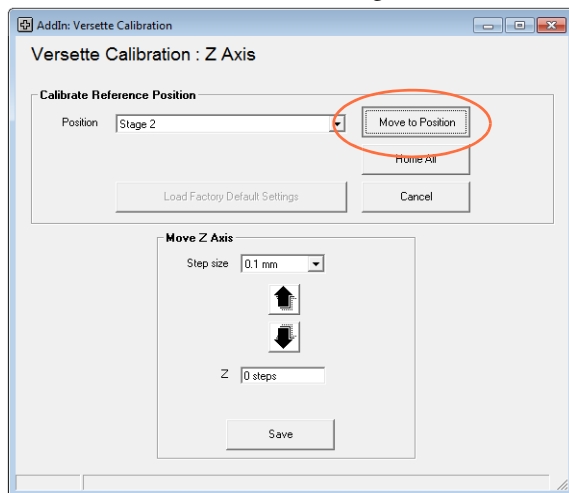 AddIn: Versette Calibration
Versette Calibration : Z Axis
Calibrate Reference Position
Position Stage 2 Move to Position
Home All
Load Factory Default Settings Cancel
Move Z Axis
Step size 0.1 mm
Z 0 steps
Save